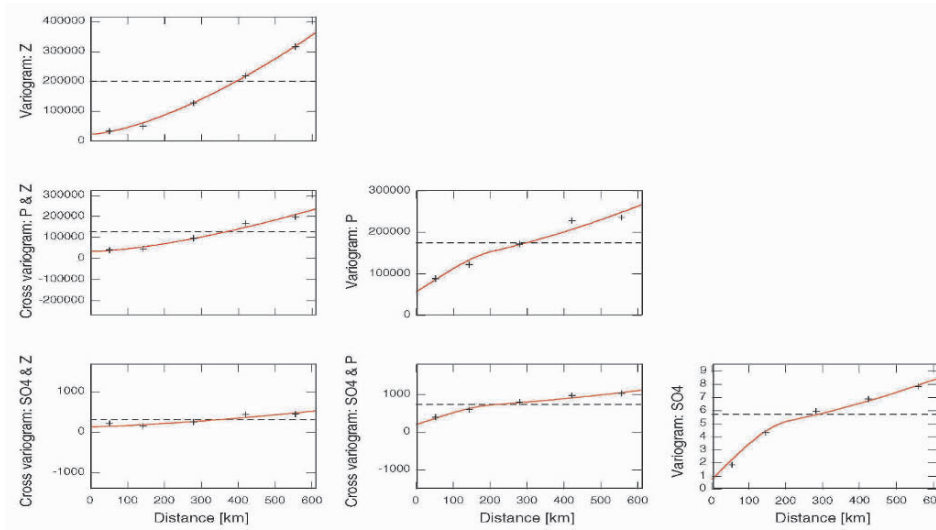 Variogram: Z
400000
300000
200000
100000
0
Cross variogram: P & Z
300000
200000
100000
0
-100000
-200000
Variogram: P
300000
200000
100000
0
Cross variogram: SO4 & Z
1000
0
-1000
0 100 200 300 400 500 600
Distance [km]
Cross variogram: SO4 & P
1000
0
-1000
0 100 200 300 400 500 600
Distance [km]
Variogram: SO4
9
8
7
6
5
4
3
2
1
0
0 100 200 300 400 500 600
Distance [km]